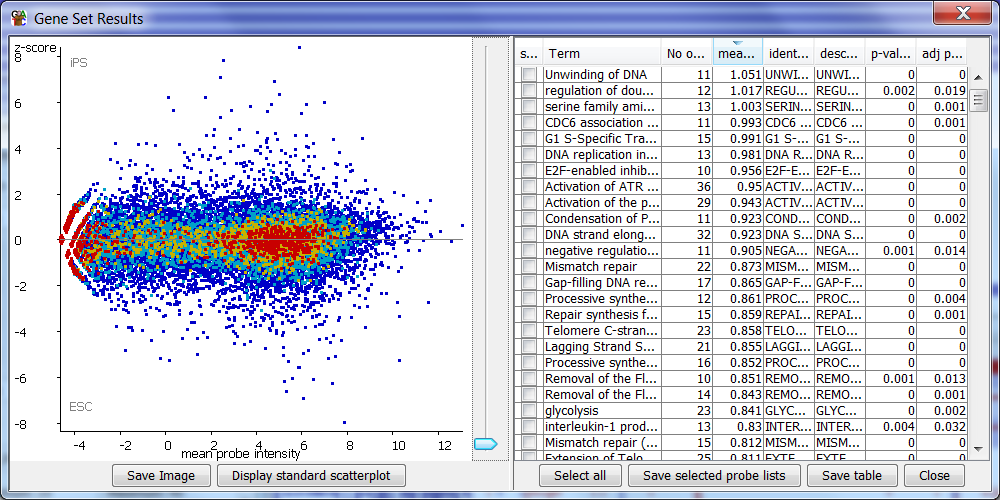 Gene Set Results
z-score
8
iPS
6
4
2
0
-2
-4
-6
ESC
-8
-4 -2 0 2 4 6 8 10 12
mean probe intensity
s... Term No o... mea... ident... desc... p-val... adj p...
Unwinding of DNA 11 1.051 UNWI... UNWI... 0 0
regulation of dou... 12 1.017 REGU... REGU... 0.002 0.019
serine family ami... 13 1.003 SERIN... SERIN... 0 0.001
CDC6 association ... 11 0.993 CDC6 ... CDC6 ... 0 0.001
G1 S-Specific Tra... 15 0.991 G1 S-... G1 S-... 0 0
DNA replication in... 13 0.981 DNA R... DNA R... 0 0
E2F-enabled inhib... 10 0.956 E2F-E... E2F-E... 0 0
Activation of ATR ... 36 0.95 ACTIV... ACTIV... 0 0
Activation of the p... 29 0.943 ACTIV... ACTIV... 0 0
Condensation of P... 11 0.923 COND... COND... 0 0.002
DNA strand elong... 32 0.923 DNA S... DNA S... 0 0
negative regulatio... 11 0.905 NEGA... NEGA... 0.001 0.014
Mismatch repair 22 0.873 MISM... MISM... 0 0
Gap-filling DNA re... 17 0.865 GAP-F... GAP-F... 0 0
Processive synthe... 12 0.861 PROC... PROC... 0 0.004
Repair synthesis f... 15 0.859 REPAI... REPAI... 0 0.001
Telomere C-stran... 23 0.858 TELO... TELO... 0 0
Lagging Strand S... 21 0.855 LAGGI... LAGGI... 0 0
Processive synthe... 16 0.852 PROC... PROC... 0 0
Removal of the Fl... 10 0.851 REMO... REMO... 0.001 0.013
Removal of the Fl... 14 0.843 REMO... REMO... 0 0.001
glycolysis 23 0.841 GLYC... GLYC... 0 0.002
interleukin-1 prod... 13 0.83 INTER... INTER... 0.004 0.032
Mismatch repair (... 15 0.812 MISM... MISM... 0 0
Extension of Telo... 25 0.811 EXTE... EXTE... 0 0
Save Image Display standard scatterplot Select all Save selected probe lists Save table Close